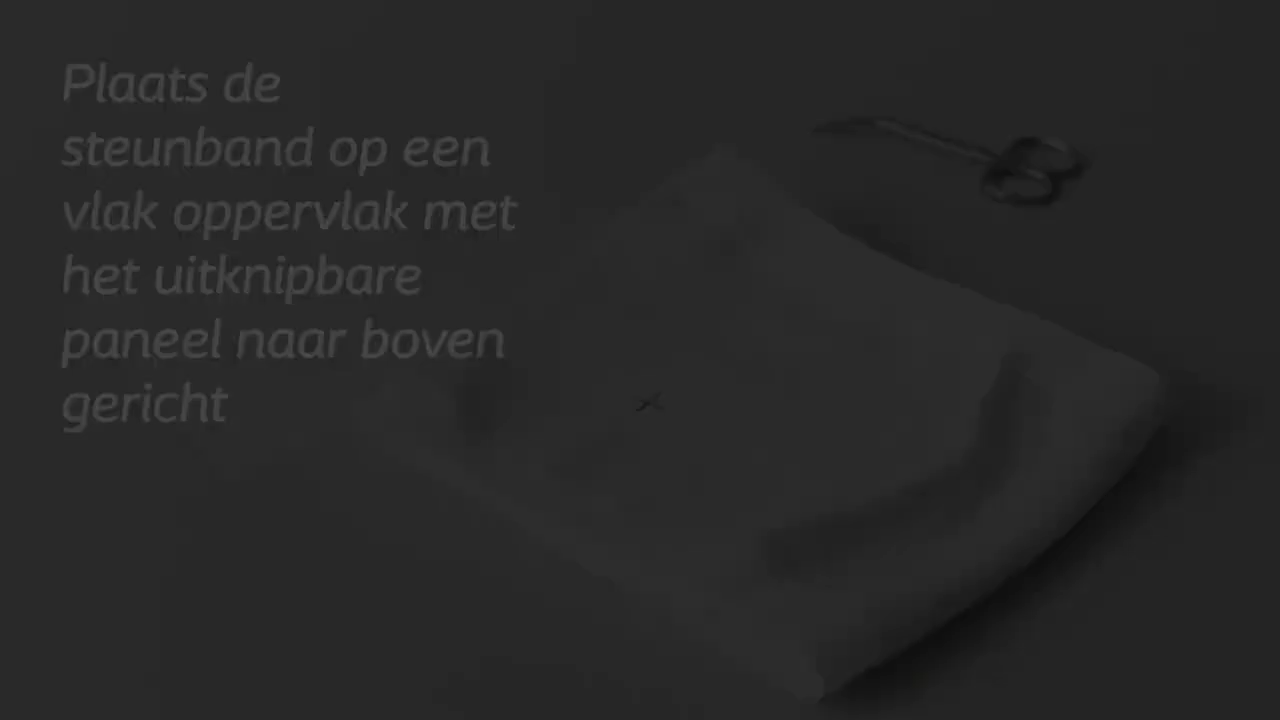 Plaats de
steunband op een
vlak oppervlak met
het uitknipbare
paneel naar boven
gericht